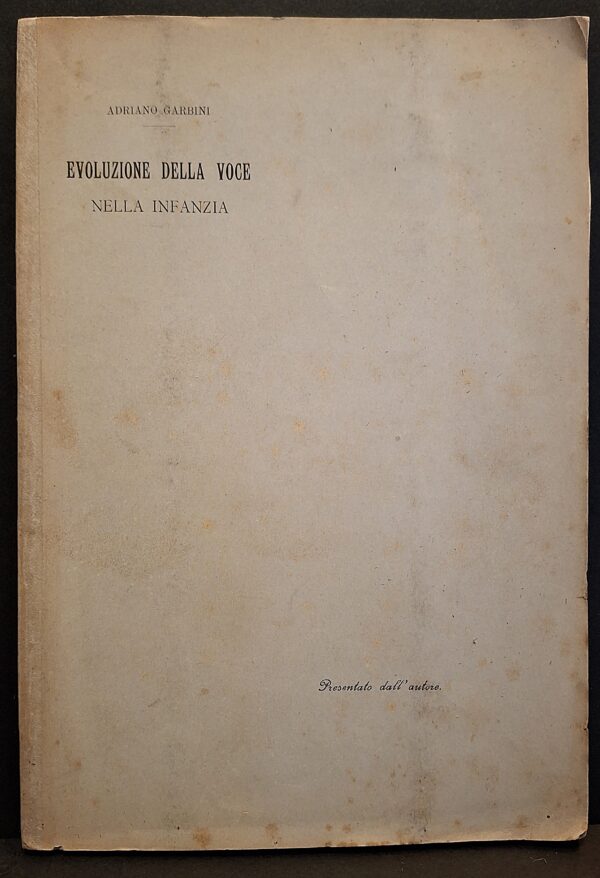 ADRIANO GARBINI
EVOLUZIONE DELLA VOCE
NELLA INFANZIA
Presentato dall'autore.